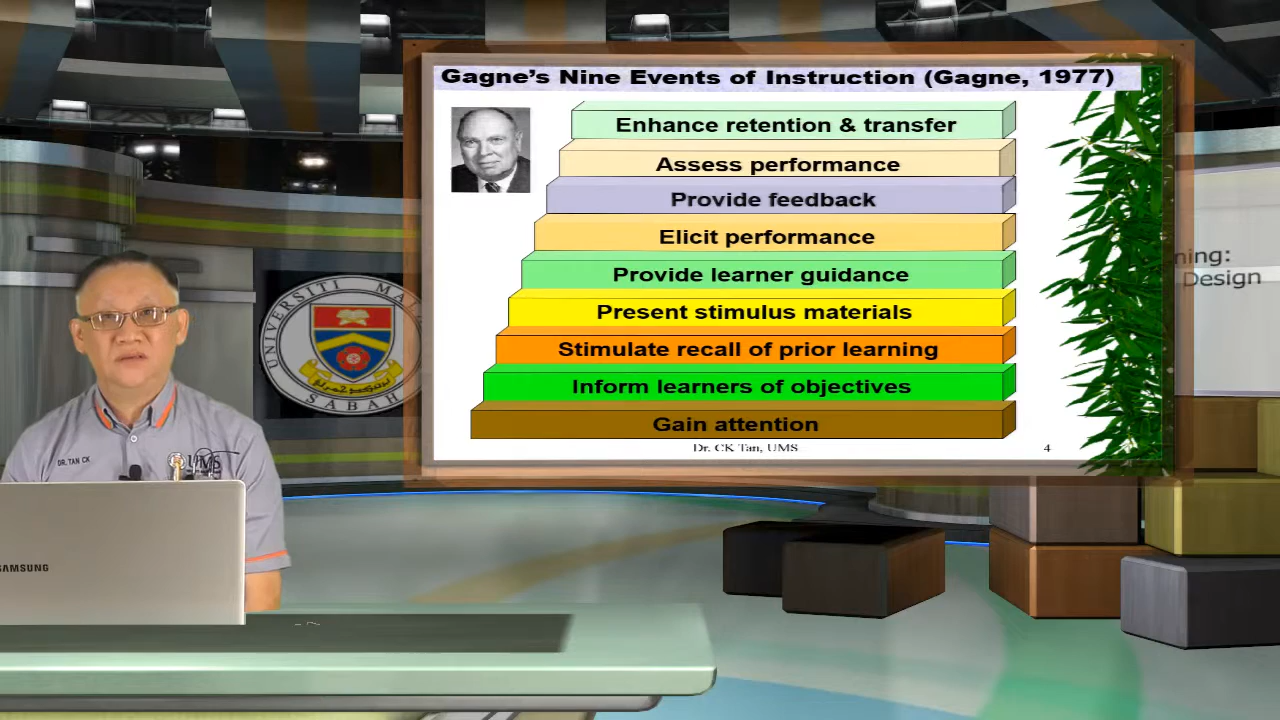 Gagne's Nine Events of Instruction (Gagne, 1977)
Enhance retention & transfer
Assess performance
Provide feedback
Elicit performance
Provide learner guidance
Present stimulus materials
Stimulate recall of prior learning
Inform learners of objectives
Gain attention
Dr. CK Tan, UMS
4
ning:
Design
UNIVERSITI MA
SABAH
DR. TAN CK
UMS
SAMSUNG